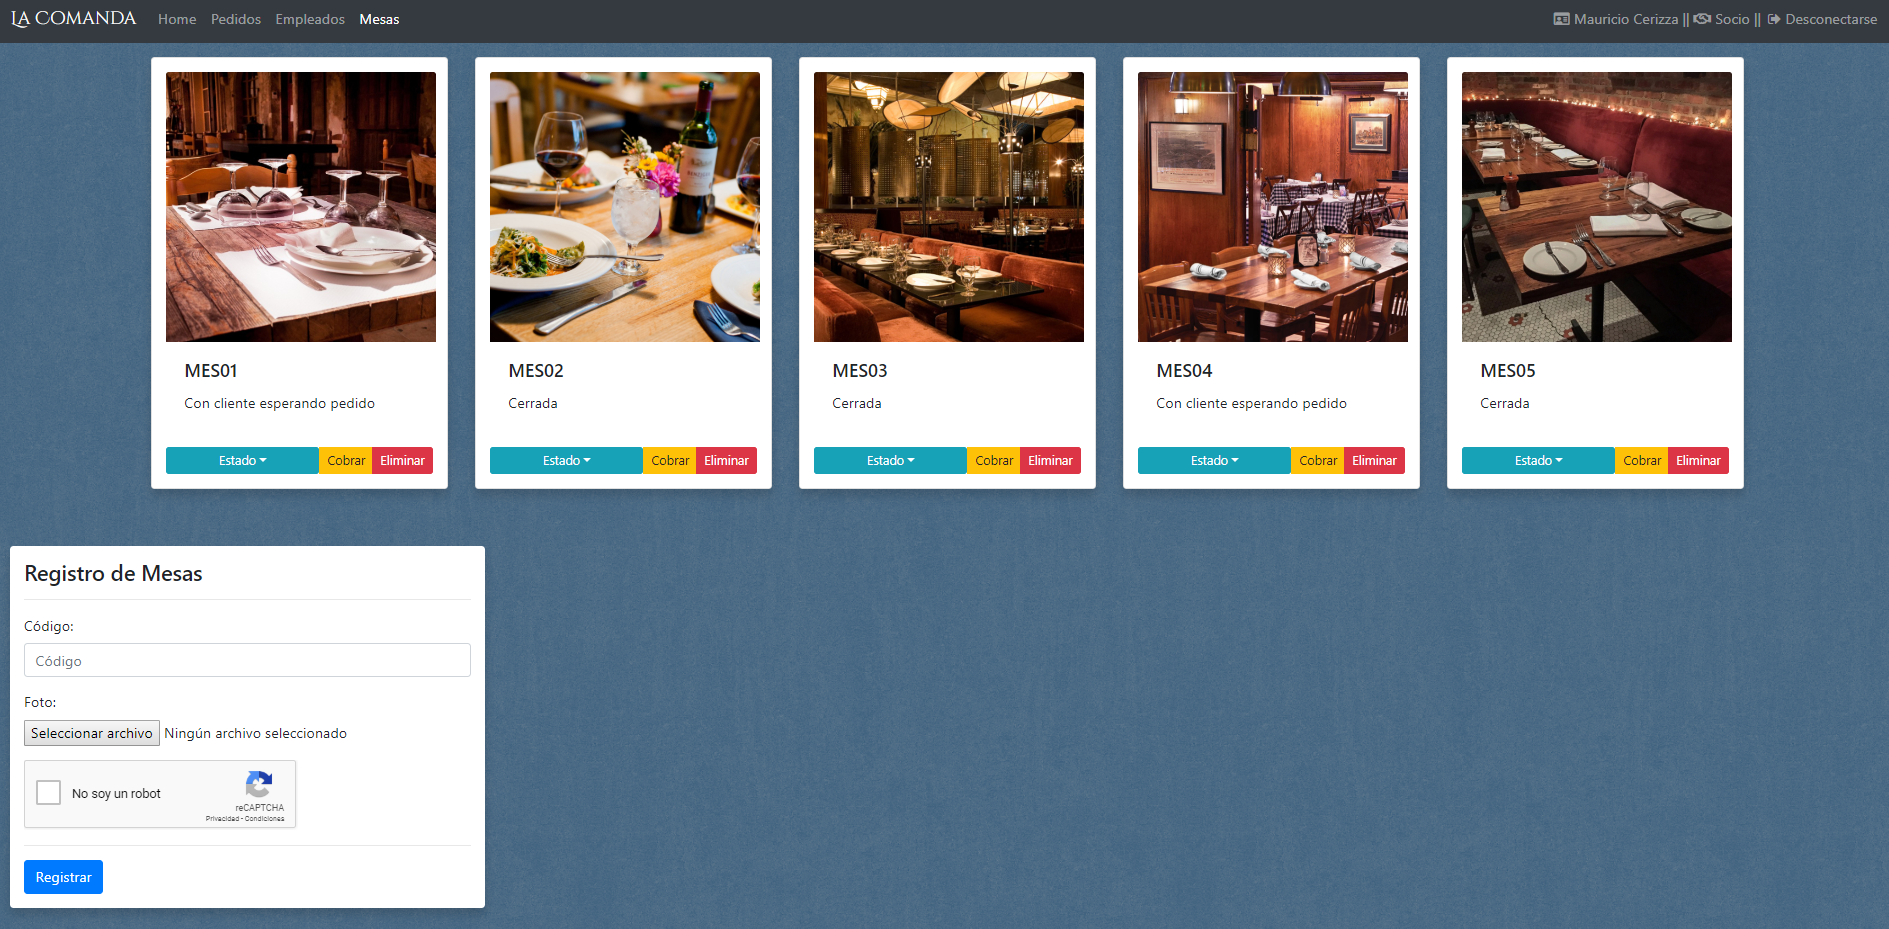 LA COMANDA Home Pedidos Empleados Mesas Mauricio Cerizza || Socio || Desconectarse
MES01
Con cliente esperando pedido
Estado Cobrar Eliminar
MES02
Cerrada
Estado Cobrar Eliminar
MES03
Cerrada
Estado Cobrar Eliminar
MES04
Con cliente esperando pedido
Estado Cobrar Eliminar
MES05
Cerrada
Estado Cobrar Eliminar
Registro de Mesas
Código:
Código
Foto:
Seleccionar archivo Ningún archivo seleccionado
No soy un robot
reCAPTCHA
Privacidad - Condiciones
Registrar